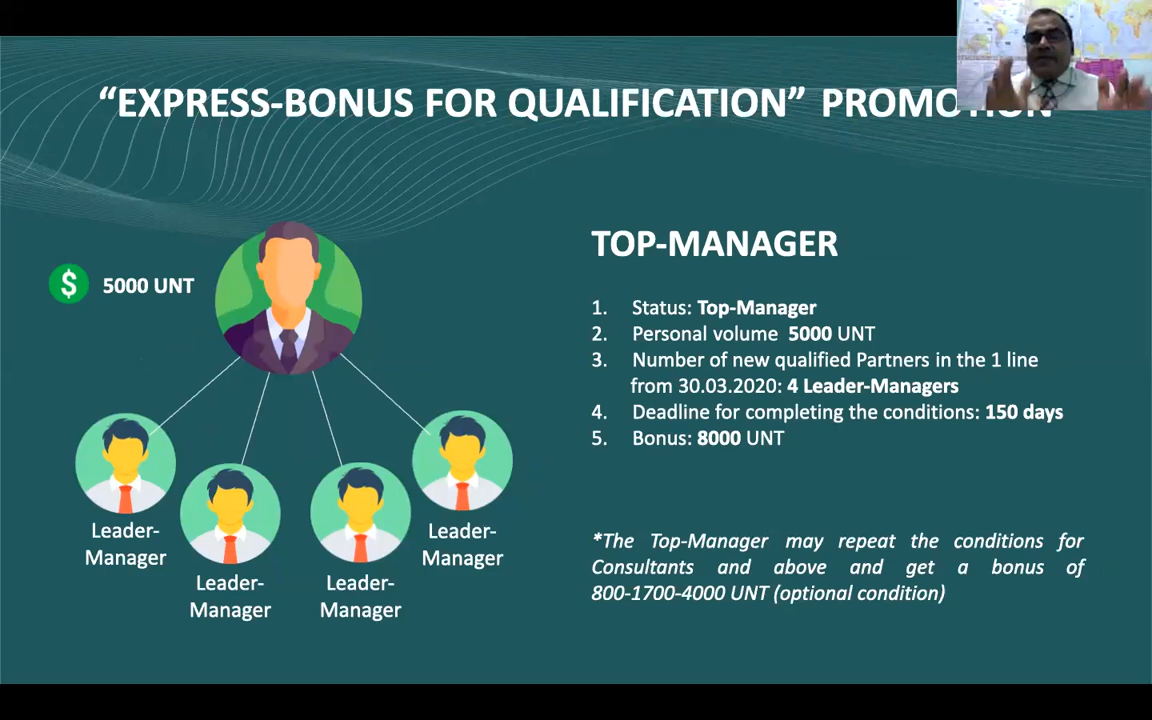 “EXPRESS-BONUS FOR QUALIFICATION” PROMOTION
$ 5000 UNT
Leader-
Manager
Leader-
Manager
Leader-
Manager
Leader-
Manager
TOP-MANAGER
1. Status: Top-Manager
2. Personal volume 5000 UNT
3. Number of new qualified Partners in the 1 line
from 30.03.2020: 4 Leader-Managers
4. Deadline for completing the conditions: 150 days
5. Bonus: 8000 UNT
*The Top-Manager may repeat the conditions for
Consultants and above and get a bonus of
800-1700-4000 UNT (optional condition)